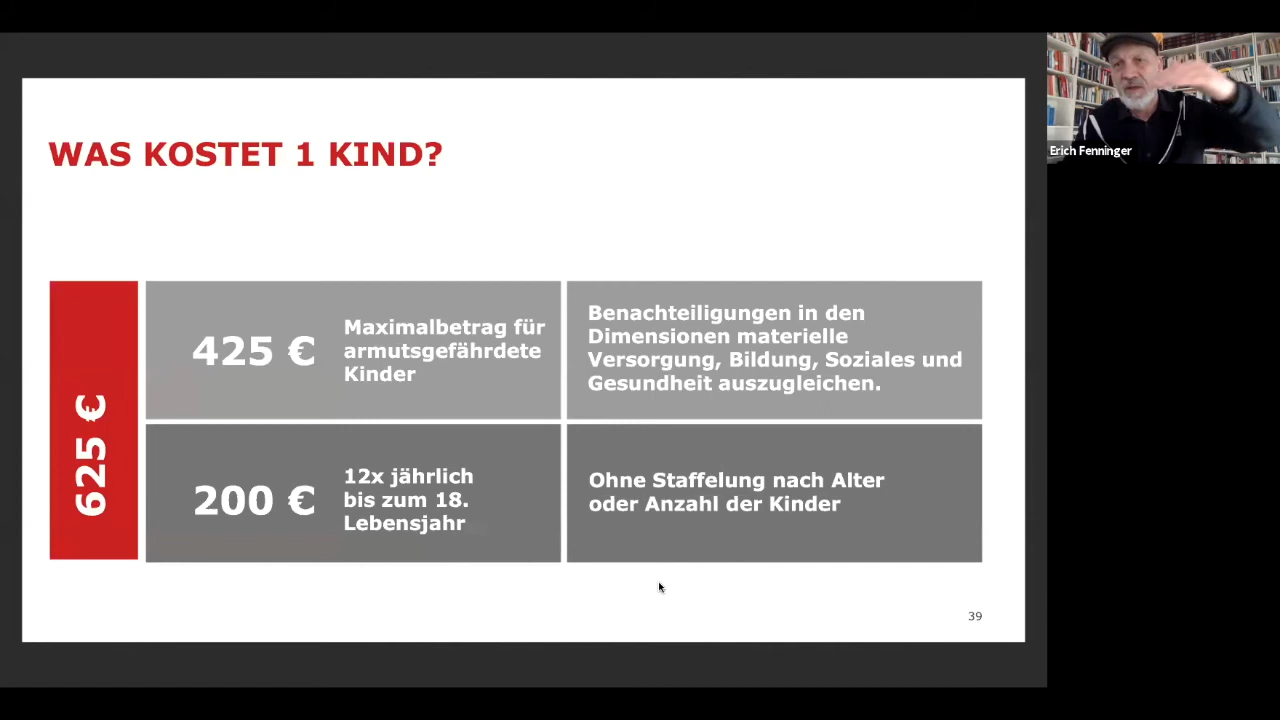 WAS KOSTET 1 KIND?
625 €
425 €
Maximalbetrag für
armutsgefährdete
Kinder
Benachteiligungen in den
Dimensionen materielle
Versorgung, Bildung, Soziales und
Gesundheit auszugleichen.
200 €
12x jährlich
bis zum 18.
Lebensjahr
Ohne Staffelung nach Alter
oder Anzahl der Kinder
39
Erich Fenninger